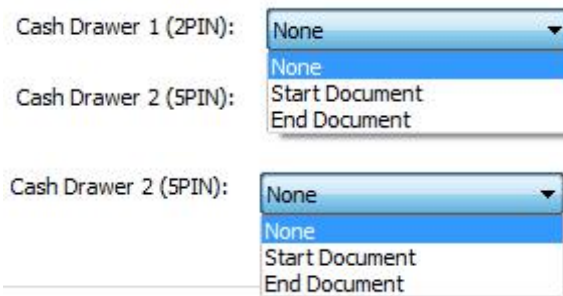 Cash Drawer 1 (2PIN): None
None
Cash Drawer 2 (5PIN): Start Document
End Document
Cash Drawer 2 (5PIN): None
None
Start Document
End Document